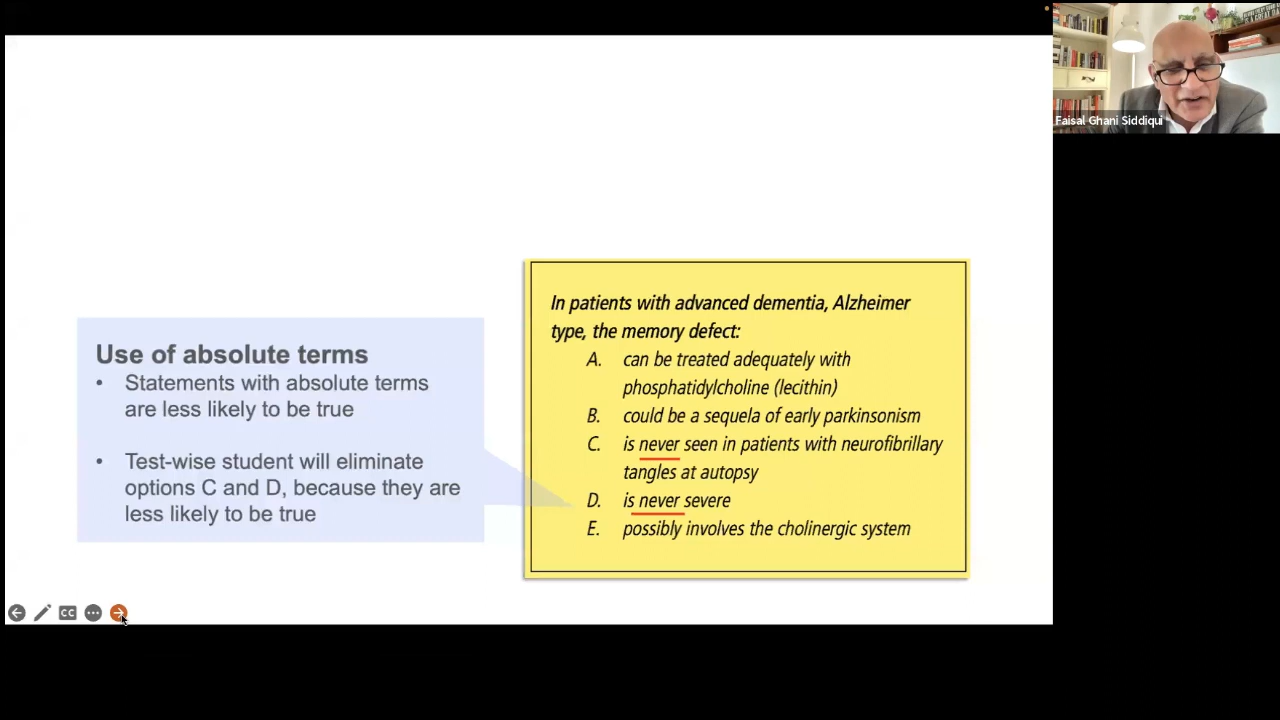 Faisal Ghani Siddiqui
Use of absolute terms
• Statements with absolute terms
are less likely to be true
• Test-wise student will eliminate
options C and D, because they are
less likely to be true
In patients with advanced dementia, Alzheimer
type, the memory defect:
A. can be treated adequately with
phosphatidylcholine (lecithin)
B. could be a sequela of early parkinsonism
C. is never seen in patients with neurofibrillary
tangles at autopsy
D. is never severe
E. possibly involves the cholinergic system
CC